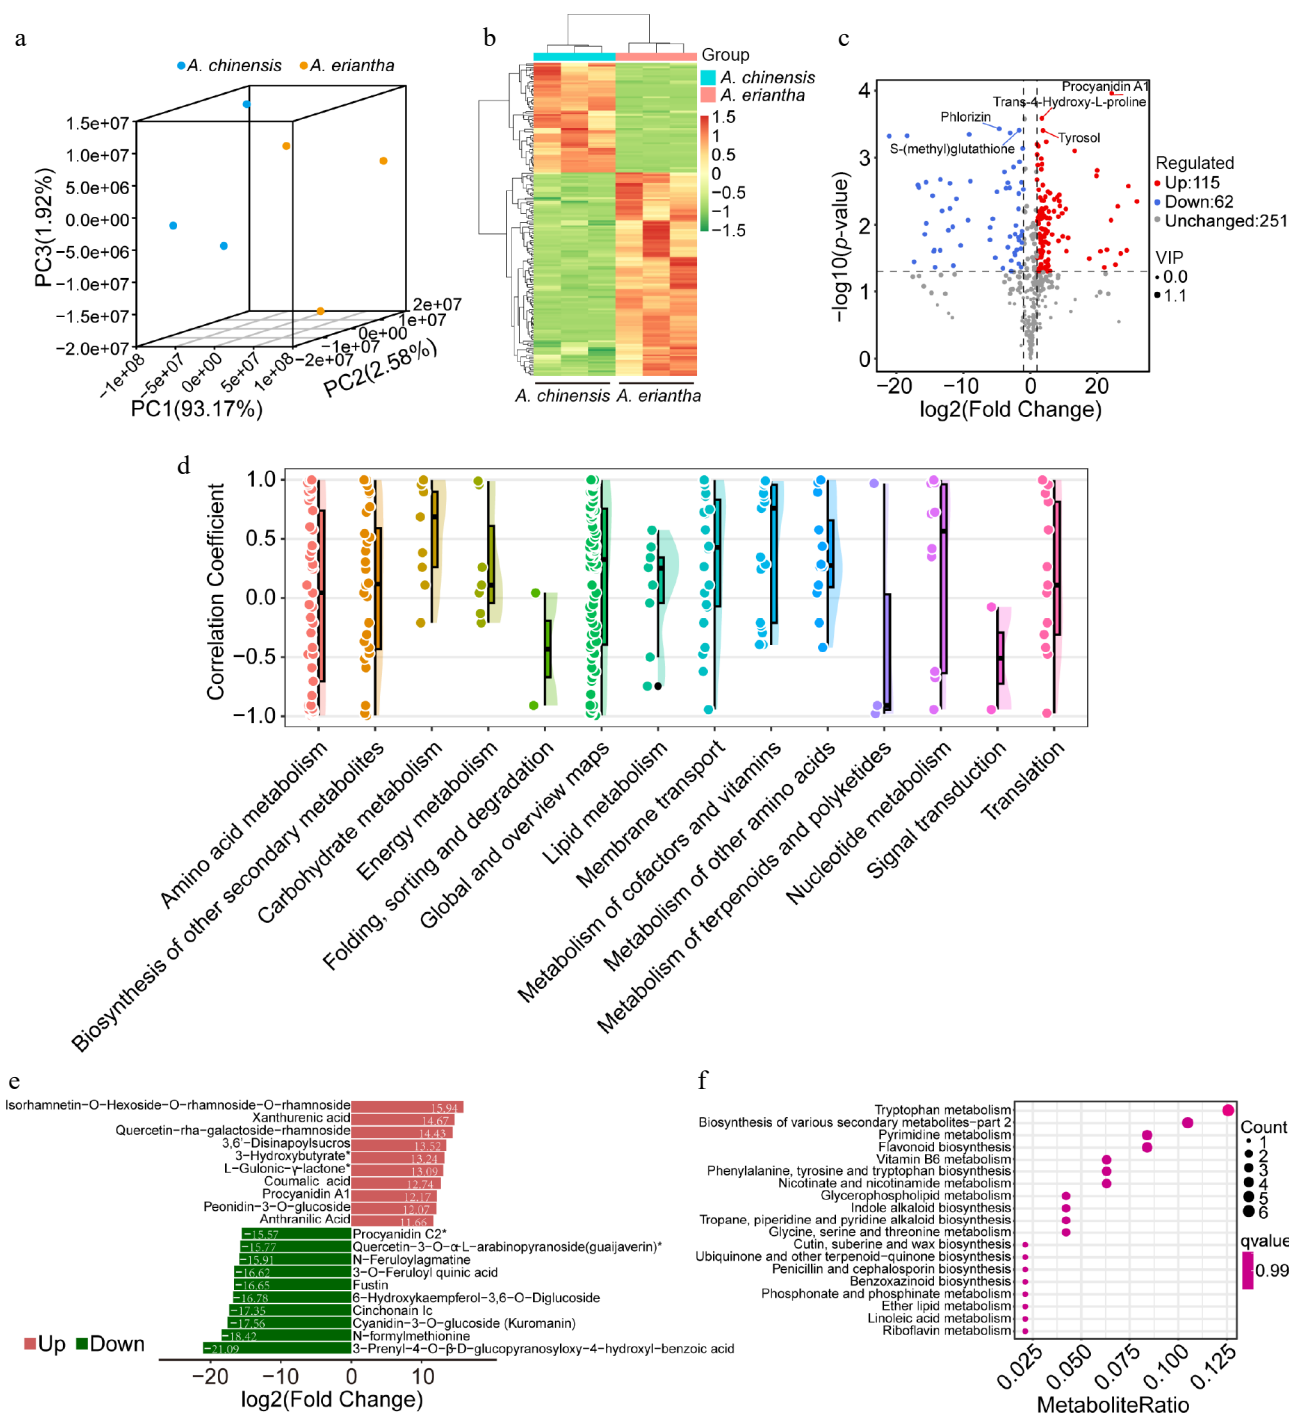 a
A. chinensis
A. eriantha
1.5e+07
1.0e+07
5.0e+06
0.0e+00
−5.0e+06
−1.0e+07
−1.5e+07
−2.0e+07
PC3(1.92%)
−1e+08
−5e+07
0e+00
5e+07
1e+08
PC1(93.17%)
−2e+07
−1e+07
0e+00
1e+07
2e+07
PC2(2.58%)
b
Group
A. chinensis
A. eriantha
1.5
1
0.5
0
−0.5
−1
−1.5
A. chinensis A. eriantha
c
4
3
2
1
0
−log10(p-value)
Procyanidin A1
Trans-4-Hydroxy-L-proline
Phlorizin
Tyrosol
S-(methyl)glutathione
−20
−10
0
10
20
log2(Fold Change)
Regulated
Up:115
Down:62
Unchanged:251
VIP
0.0
1.1
d
1.0
0.5
0.0
−0.5
−1.0
Correlation Coefficient
Amino acid metabolism
Biosynthesis of other secondary metabolites
Carbohydrate metabolism
Energy metabolism
Folding, sorting and degradation
Global and overview maps
Lipid metabolism
Membrane transport
Metabolism of cofactors and vitamins
Metabolism of other amino acids
Metabolism of terpenoids and polyketides
Nucleotide metabolism
Signal transduction
Translation
e
Isorhamnetin-O-Hexoside-O-rhamnoside-O-rhamnoside 15.94
Xanthurenic acid 14.67
Quercetin-rha-galactoside-rhamnoside 14.43
3,6'-Disinapoylsucros 13.52
3-Hydroxybutyrate* 13.24
L-Gulonic-γ-lactone* 13.09
Coumalic acid 12.74
Procyanidin A1 12.17
Peonidin-3-O-glucoside 12.07
Anthranilic Acid 11.66
−15.57 Procyanidin C2*
−15.77 Quercetin-3-O-α-L-arabinopyranoside(guaijaverin)*
−15.91 N-Feruloylagmatine
−16.62 3-O-Feruloyl quinic acid
−16.65 Fustin
−16.78 6-Hydroxykaempferol-3,6-O-Diglucoside
−17.35 Cinchonain Ic
−17.56 Cyanidin-3-O-glucoside (Kuromanin)
−18.42 N-formylmethionine
−21.09 3-Prenyl-4-O-β-D-glucopyranosyloxy-4-hydroxyl-benzoic acid
Up Down
−20
−10
0
10
log2(Fold Change)
f
Tryptophan metabolism
Biosynthesis of various secondary metabolites−part 2
Pyrimidine metabolism
Flavonoid biosynthesis
Vitamin B6 metabolism
Phenylalanine, tyrosine and tryptophan biosynthesis
Nicotinate and nicotinamide metabolism
Glycerophospholipid metabolism
Indole alkaloid biosynthesis
Tropane, piperidine and pyridine alkaloid biosynthesis
Glycine, serine and threonine metabolism
Cutin, suberine and wax biosynthesis
Ubiquinone and other terpenoid−quinone biosynthesis
Penicillin and cephalosporin biosynthesis
Benzoxazinoid biosynthesis
Phosphonate and phosphinate metabolism
Ether lipid metabolism
Linoleic acid metabolism
Riboflavin metabolism
0.025
0.050
0.075
0.100
0.125
MetaboliteRatio
Count
1
2
3
4
5
6
qvalue
0.99